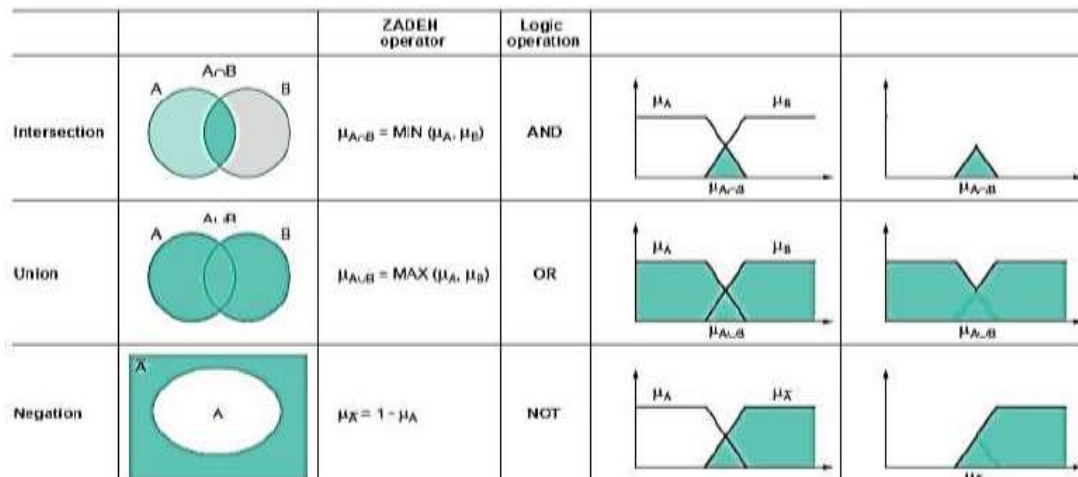 ZADEH
operator
Logic
operation
Intersection
A∩B
A
B
μA∩B = MIN (μA, μB)
AND
μA
μB
μA∩B
μA∩B
Union
A∪B
A
B
μA∪B = MAX (μA, μB)
OR
μA
μB
μA∪B
μA∪B
Negation
Ā
A
μĀ = 1 - μA
NOT
μA
μĀ
μĀ∩B